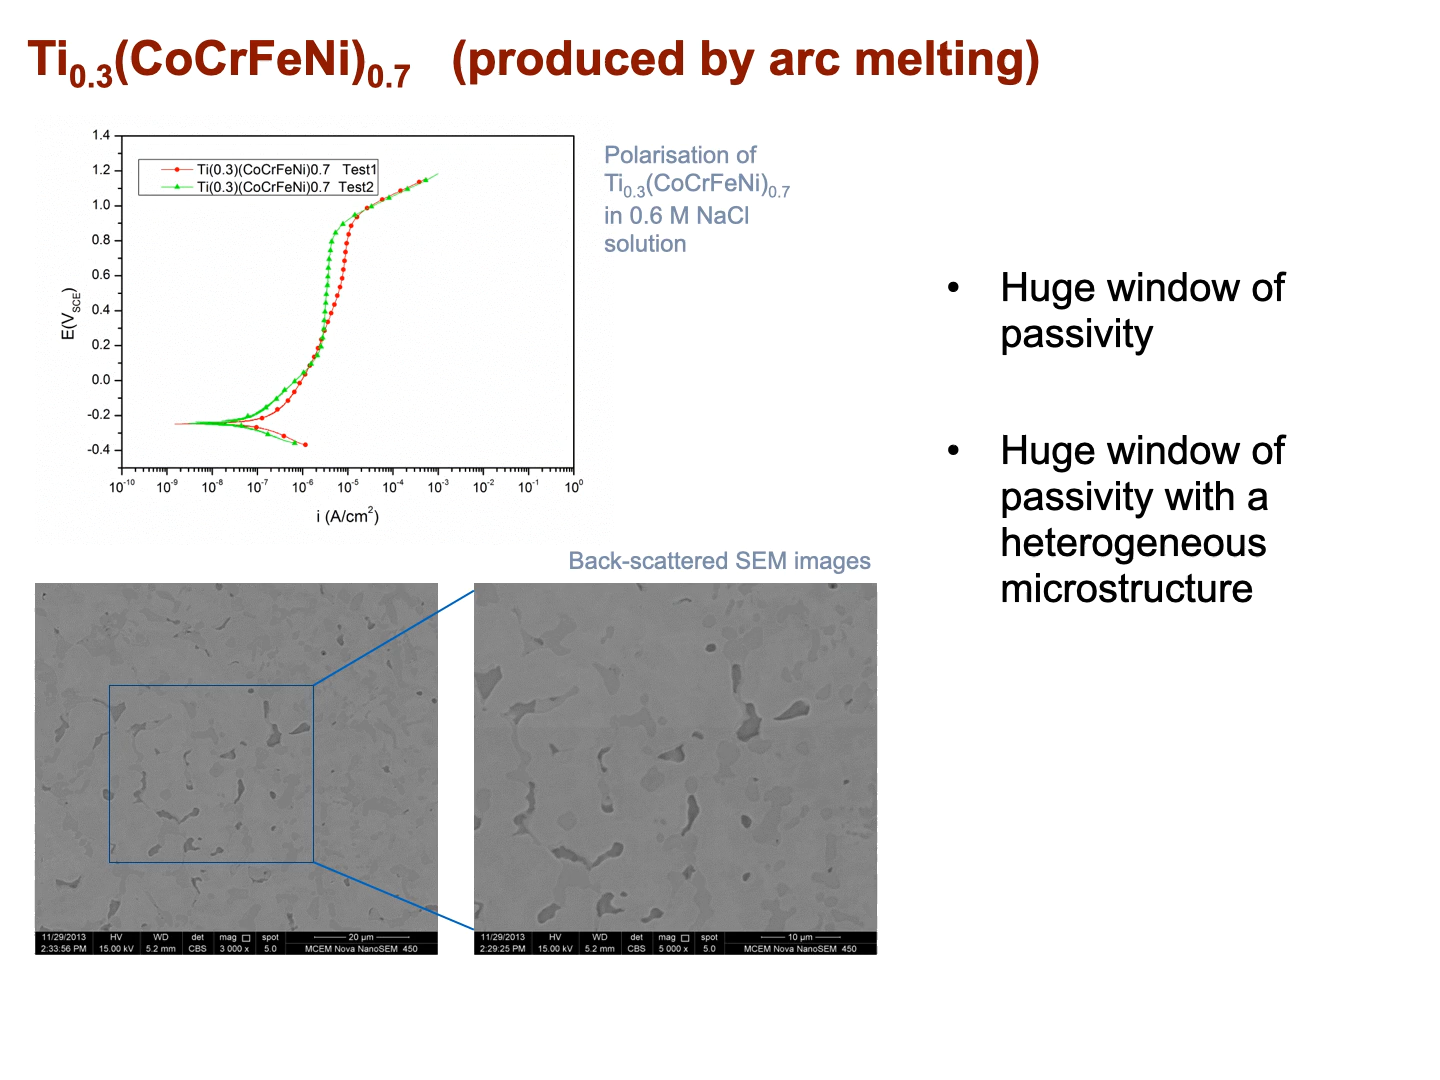 Ti0.3(CoCrFeNi)0.7 (produced by arc melting)
1.4
1.2
1.0
0.8
0.6
0.4
0.2
0.0
-0.2
-0.4
E(VSCE)
Ti(0.3)(CoCrFeNi)0.7 Test1
Ti(0.3)(CoCrFeNi)0.7 Test2
10-10 10-9 10-8 10-7 10-6 10-5 10-4 10-3 10-2 10-1 100
i (A/cm2)
Polarisation of
Ti0.3(CoCrFeNi)0.7
in 0.6 M NaCl
solution
• Huge window of
passivity
• Huge window of
passivity with a
heterogeneous
microstructure
Back-scattered SEM images
11/29/2013 HV WD det mag □ spot 20 µm
2:33:56 PM 15.00 kV 5.2 mm CBS 3 000 x 5.0 MCEM Nova NanoSEM 450
11/29/2013 HV WD det mag □ spot 10 µm
2:29:25 PM 15.00 kV 5.2 mm CBS 5 000 x 5.0 MCEM Nova NanoSEM 450